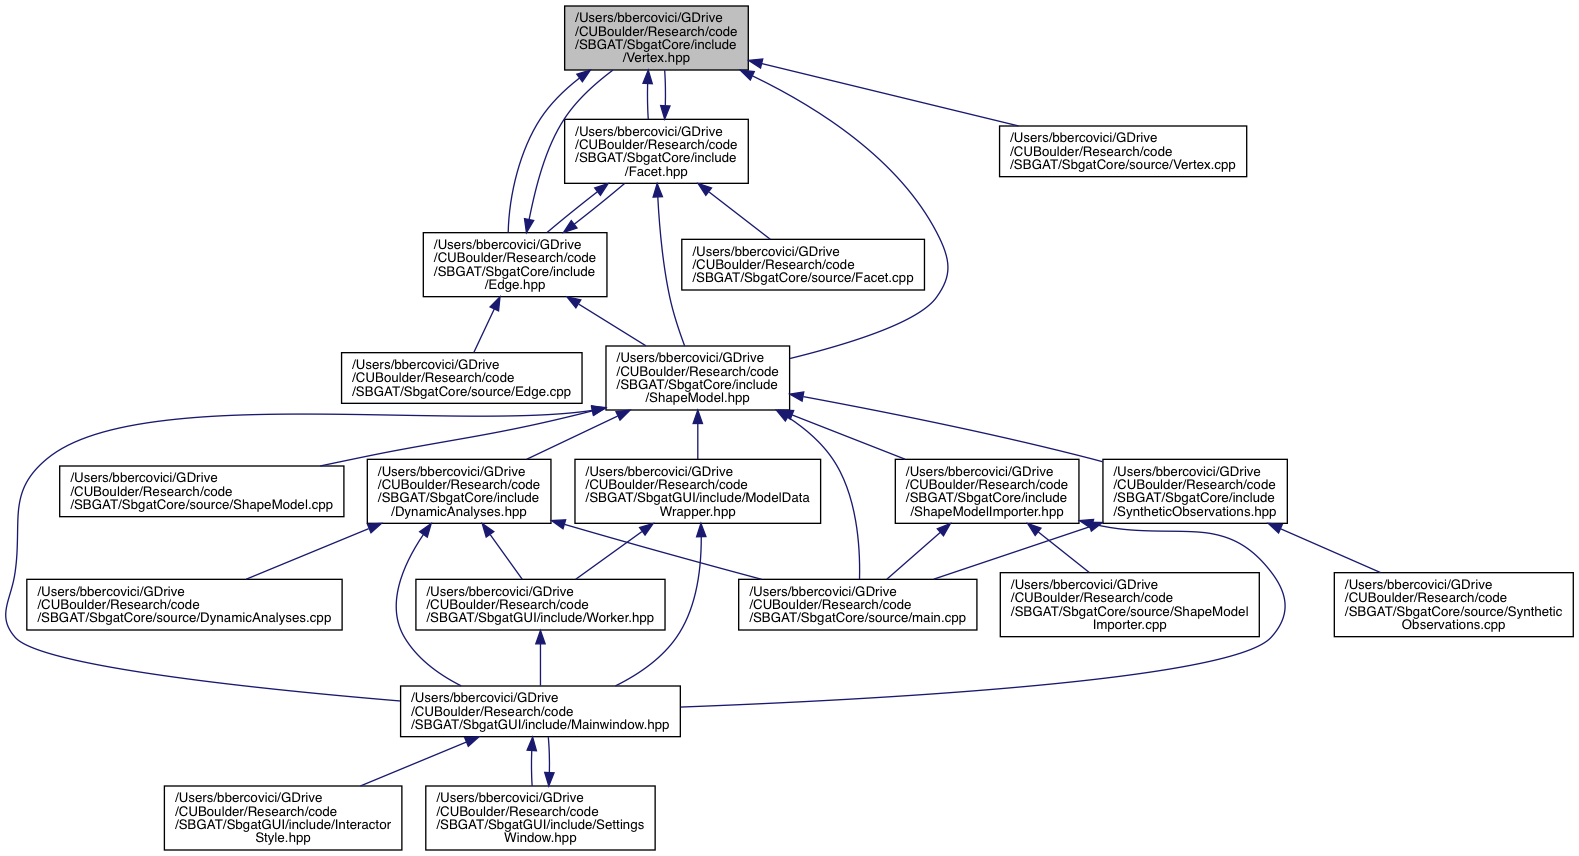 /Users/bbercovici/GDrive
/CUBoulder/Research/code
/SBGAT/SbgatCore/include
/Vertex.hpp
/Users/bbercovici/GDrive
/CUBoulder/Research/code
/SBGAT/SbgatCore/include
/Facet.hpp
/Users/bbercovici/GDrive
/CUBoulder/Research/code
/SBGAT/SbgatCore/source/Vertex.cpp
/Users/bbercovici/GDrive
/CUBoulder/Research/code
/SBGAT/SbgatCore/include
/Edge.hpp
/Users/bbercovici/GDrive
/CUBoulder/Research/code
/SBGAT/SbgatCore/source/Facet.cpp
/Users/bbercovici/GDrive
/CUBoulder/Research/code
/SBGAT/SbgatCore/source/Edge.cpp
/Users/bbercovici/GDrive
/CUBoulder/Research/code
/SBGAT/SbgatCore/include
/ShapeModel.hpp
/Users/bbercovici/GDrive
/CUBoulder/Research/code
/SBGAT/SbgatCore/source/ShapeModel.cpp
/Users/bbercovici/GDrive
/CUBoulder/Research/code
/SBGAT/SbgatCore/include
/DynamicAnalyses.hpp
/Users/bbercovici/GDrive
/CUBoulder/Research/code
/SBGAT/SbgatGUI/include/ModelData
Wrapper.hpp
/Users/bbercovici/GDrive
/CUBoulder/Research/code
/SBGAT/SbgatCore/include
/ShapeModelImporter.hpp
/Users/bbercovici/GDrive
/CUBoulder/Research/code
/SBGAT/SbgatCore/include
/SyntheticObservations.hpp
/Users/bbercovici/GDrive
/CUBoulder/Research/code
/SBGAT/SbgatCore/source/DynamicAnalyses.cpp
/Users/bbercovici/GDrive
/CUBoulder/Research/code
/SBGAT/SbgatGUI/include/Worker.hpp
/Users/bbercovici/GDrive
/CUBoulder/Research/code
/SBGAT/SbgatCore/source/main.cpp
/Users/bbercovici/GDrive
/CUBoulder/Research/code
/SBGAT/SbgatCore/source/ShapeModel
Importer.cpp
/Users/bbercovici/GDrive
/CUBoulder/Research/code
/SBGAT/SbgatCore/source/Synthetic
Observations.cpp
/Users/bbercovici/GDrive
/CUBoulder/Research/code
/SBGAT/SbgatGUI/include/Mainwindow.hpp
/Users/bbercovici/GDrive
/CUBoulder/Research/code
/SBGAT/SbgatGUI/include/Interactor
Style.hpp
/Users/bbercovici/GDrive
/CUBoulder/Research/code
/SBGAT/SbgatGUI/include/Settings
Window.hpp